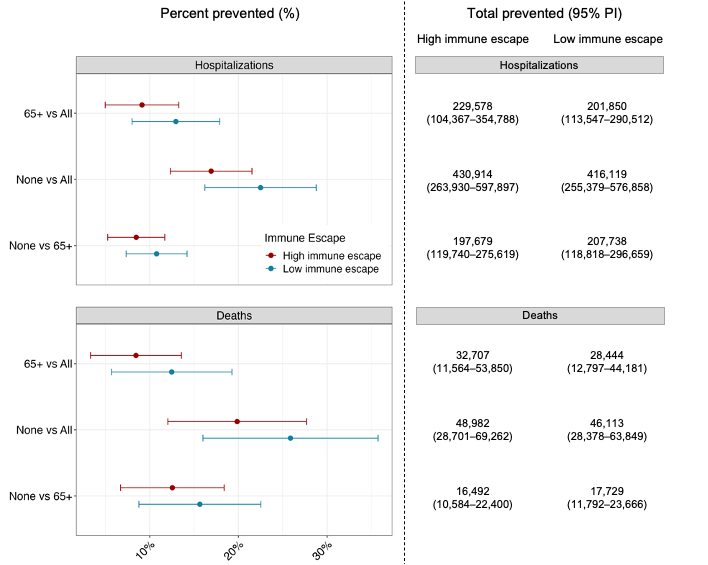 Percent prevented (%)
Total prevented (95% PI)
High immune escape
Low immune escape
Hospitalizations
Hospitalizations
65+ vs All
229,578
(104,367–354,788)
201,850
(113,547–290,512)
None vs All
430,914
(263,930–597,897)
416,119
(255,379–576,858)
None vs 65+
Immune Escape
High immune escape
Low immune escape
197,679
(119,740–275,619)
207,738
(118,818–296,659)
Deaths
Deaths
65+ vs All
32,707
(11,564–53,850)
28,444
(12,797–44,181)
None vs All
48,982
(28,701–69,262)
46,113
(28,378–63,849)
None vs 65+
16,492
(10,584–22,400)
17,729
(11,792–23,666)
10%
20%
30%